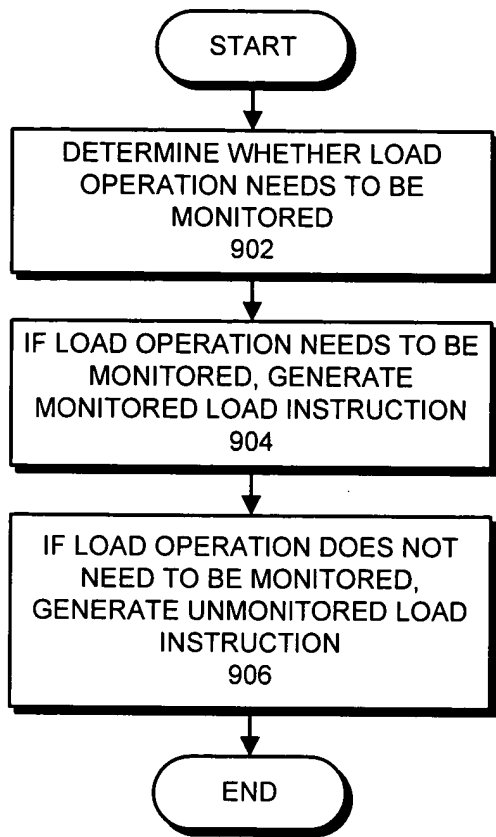 START
DETERMINE WHETHER LOAD
OPERATION NEEDS TO BE
MONITORED
902
IF LOAD OPERATION NEEDS TO BE
MONITORED, GENERATE
MONITORED LOAD INSTRUCTION
904
IF LOAD OPERATION DOES NOT
NEED TO BE MONITORED,
GENERATE UNMONITORED LOAD
INSTRUCTION
906
END